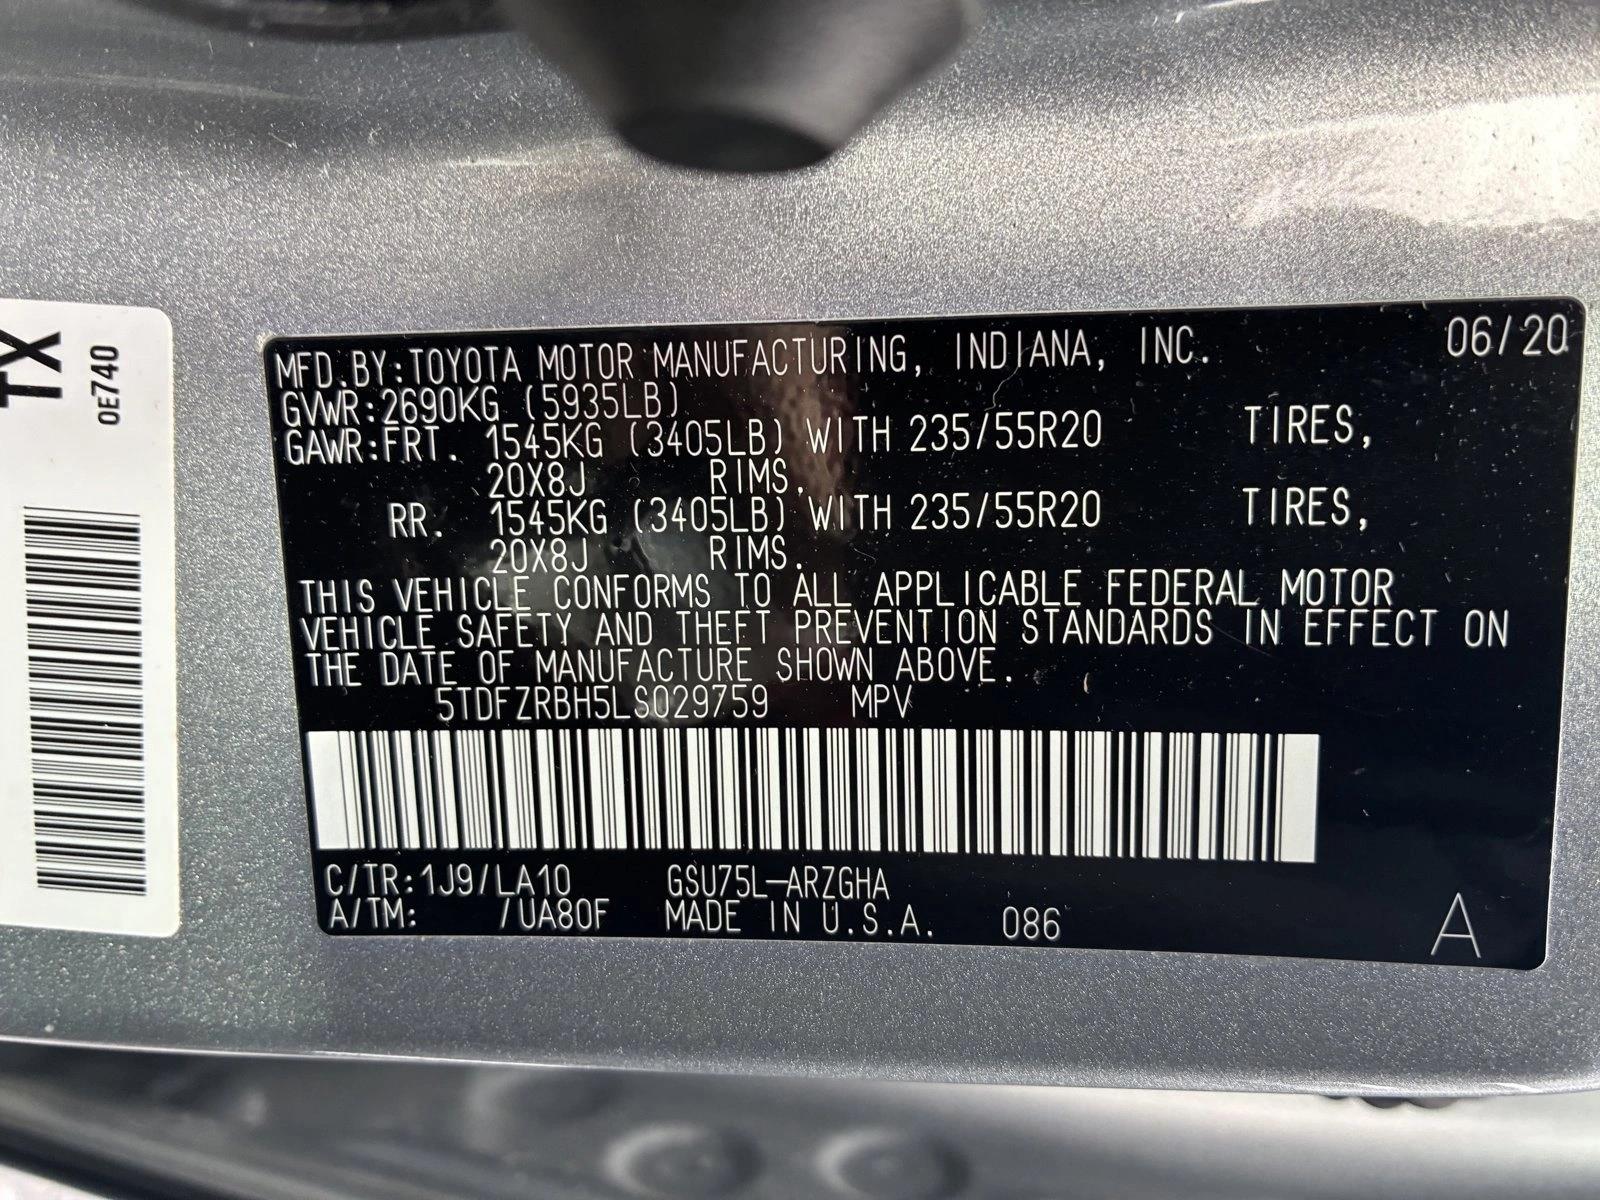 TX
0E740
MFD.BY:TOYOTA MOTOR MANUFACTURING, INDIANA, INC. 06/20
GVWR:2690KG (5935LB)
GAWR:FRT. 1545KG (3405LB) WITH 235/55R20 TIRES,
20X8J RIMS.
RR. 1545KG (3405LB) WITH 235/55R20 TIRES,
20X8J RIMS.
THIS VEHICLE CONFORMS TO ALL APPLICABLE FEDERAL MOTOR
VEHICLE SAFETY AND THEFT PREVENTION STANDARDS IN EFFECT ON
THE DATE OF MANUFACTURE SHOWN ABOVE.
5TDFZRBH5LS029759 MPV
C/TR:1J9/LA10 GSU75L-ARZGHA
A/TM: /UA80F MADE IN U.S.A. 086 A